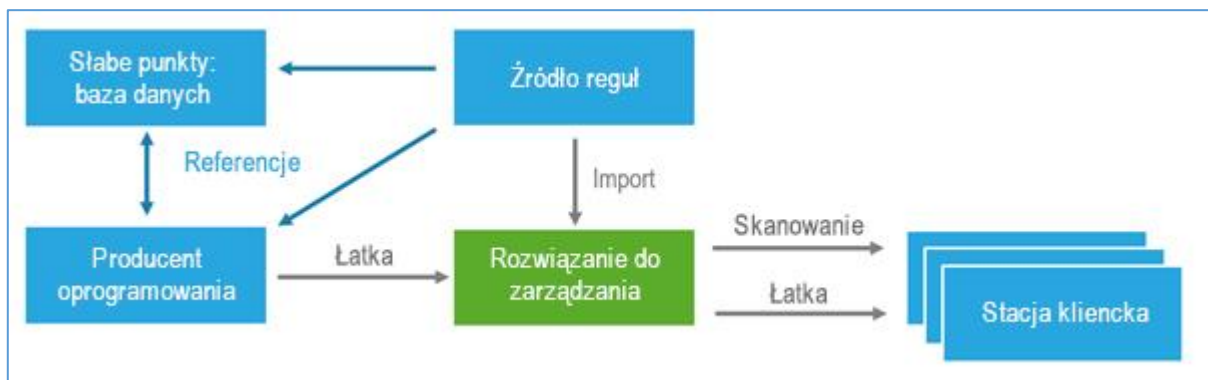 Słabe punkty:
baza danych
Źródło reguł
Referencje
Import
Producent
oprogramowania
Łatka
Rozwiązanie do
zarządzania
Skanowanie
Łatka
Stacja kliencka